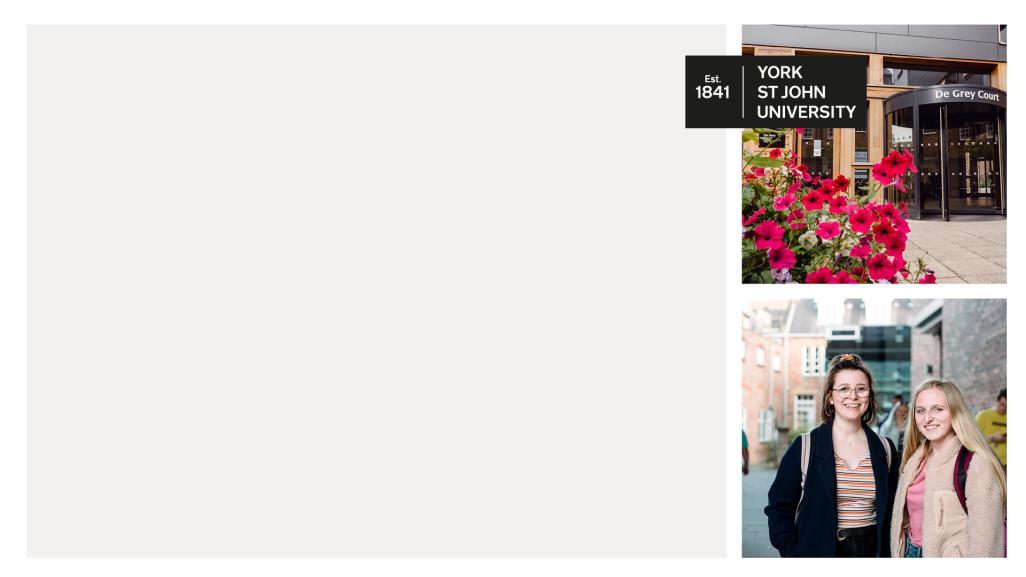 Est.
1841
YORK
ST JOHN
UNIVERSITY
De Grey Court